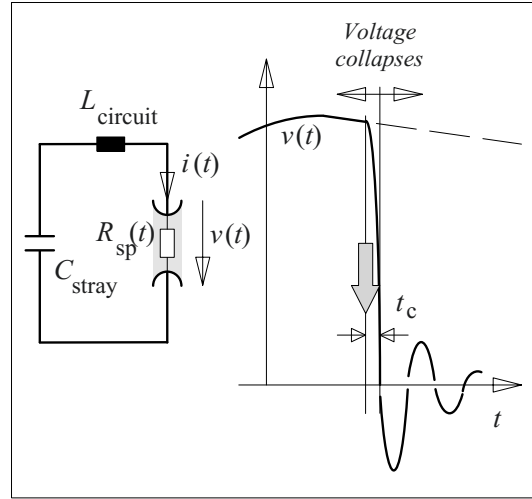 Voltage
collapses
L circuit
i(t)
v(t)
R sp (t)
v(t)
C stray
t c
t